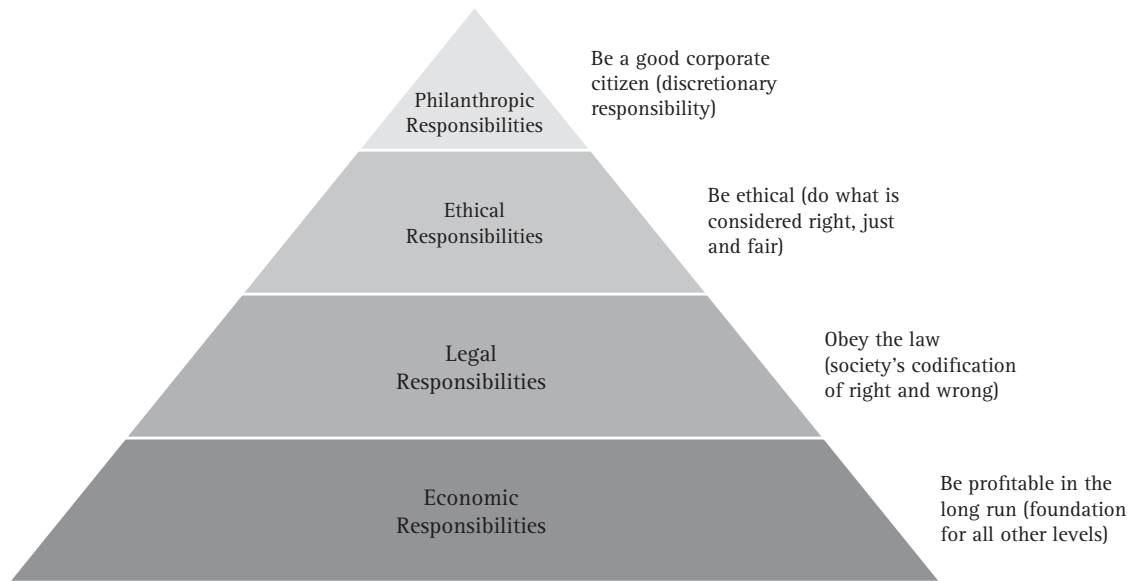 Philanthropic
Responsibilities
Be a good corporate
citizen (discretionary
responsibility)
Ethical
Responsibilities
Be ethical (do what is
considered right, just
and fair)
Legal
Responsibilities
Obey the law
(society's codification
of right and wrong)
Economic
Responsibilities
Be profitable in the
long run (foundation
for all other levels)